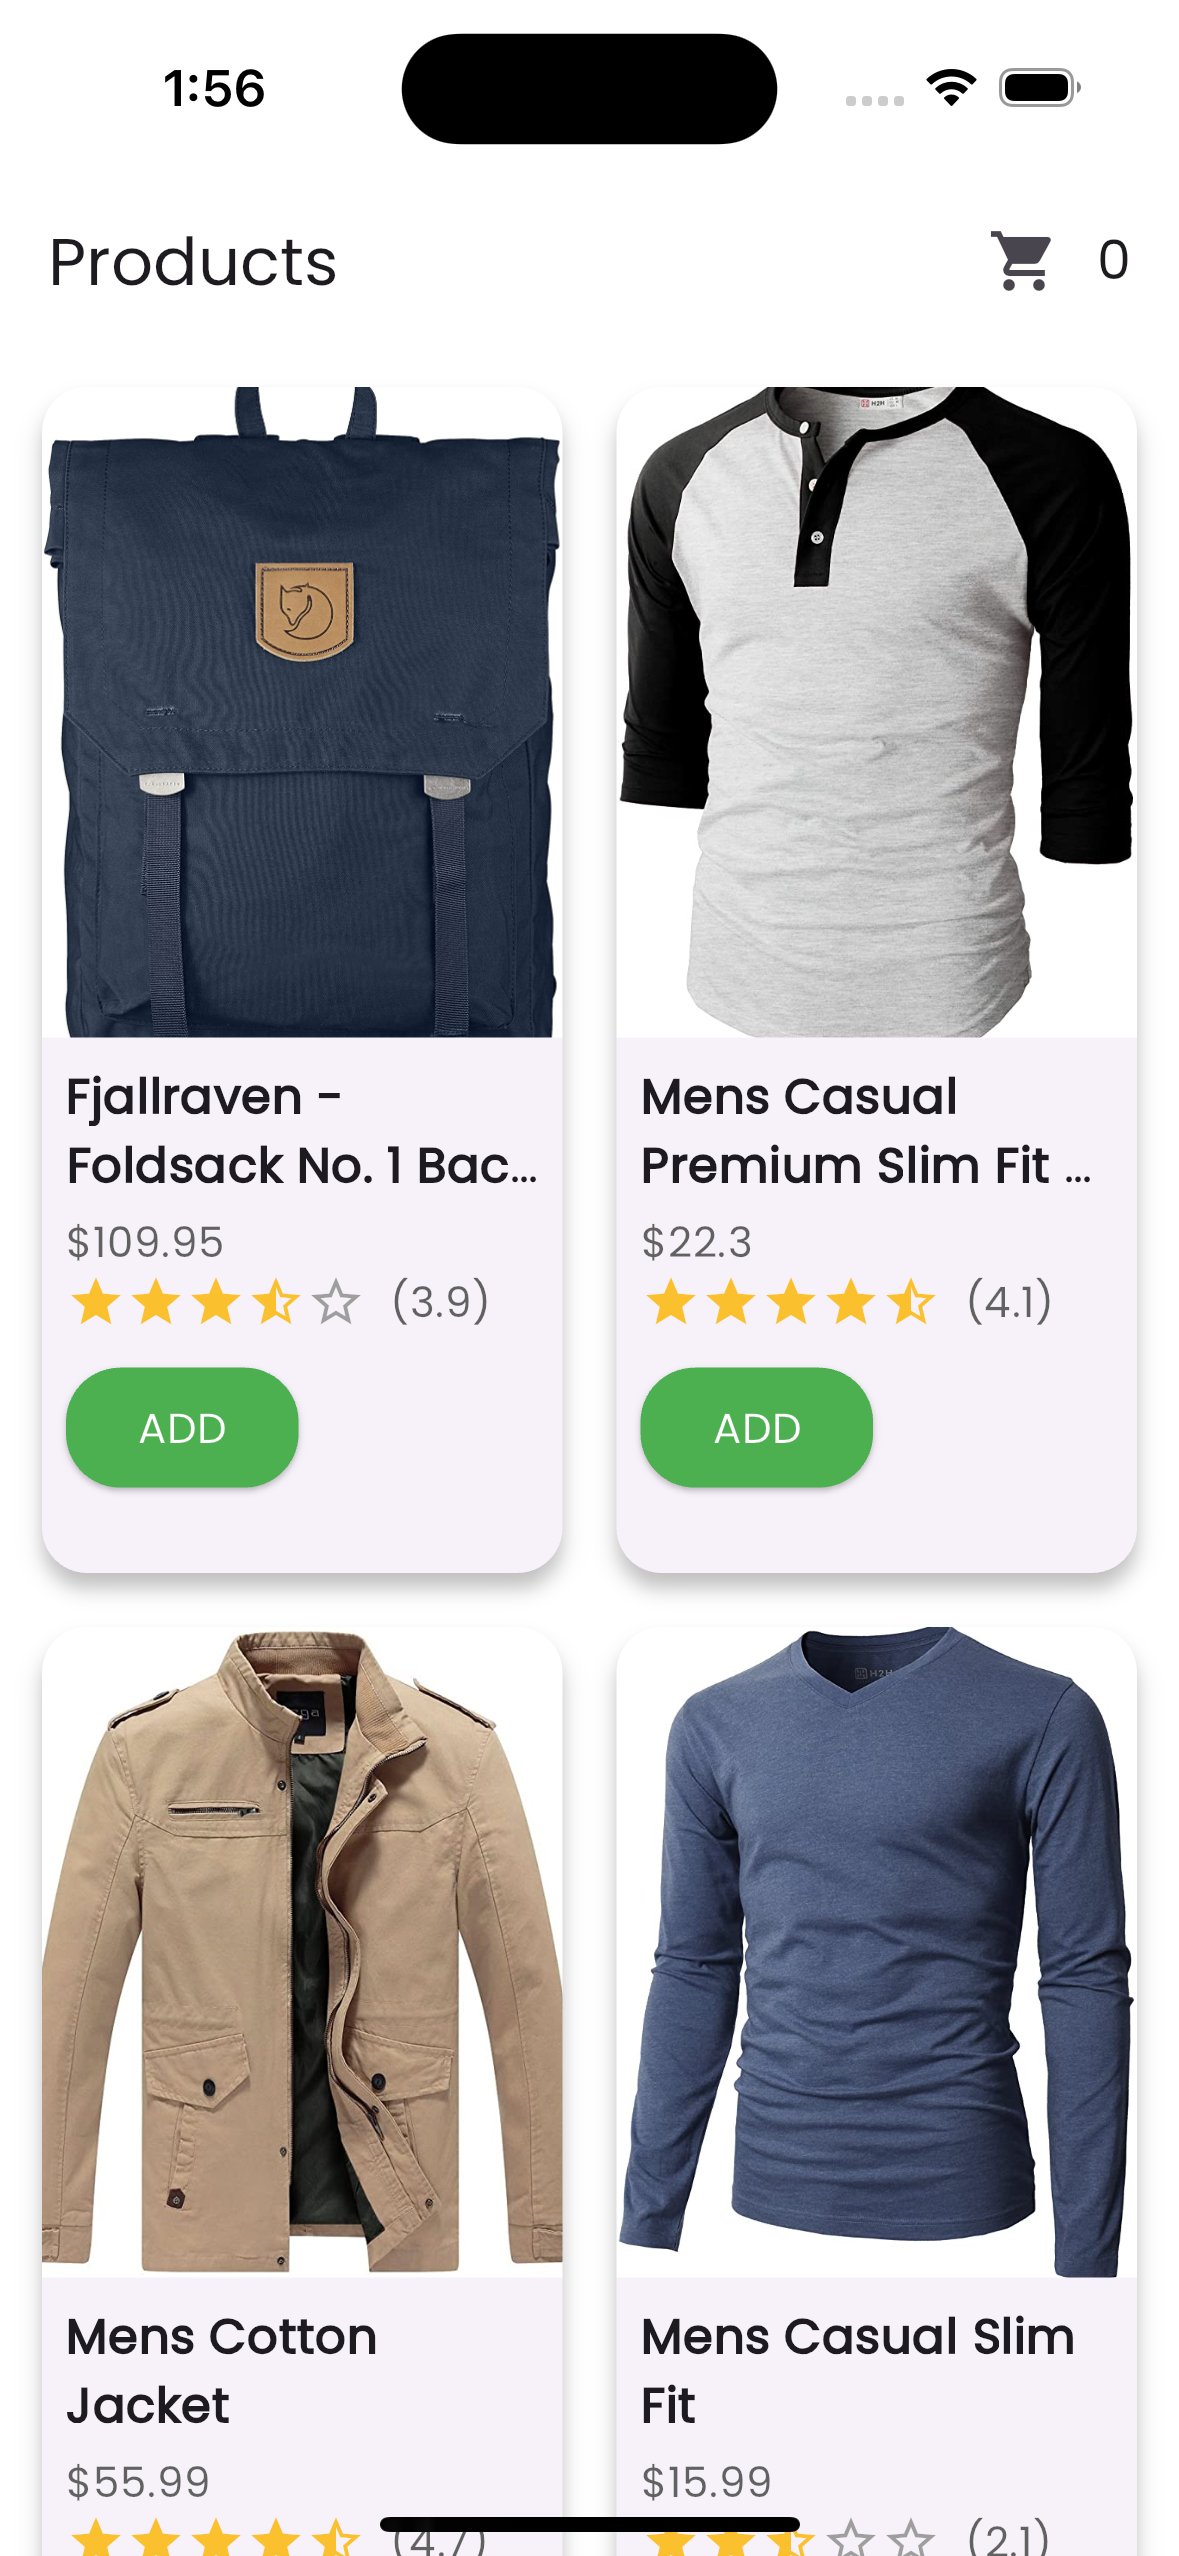 1:56
Products
0
H2H
Fjallraven -
Foldsack No. 1 Bac...
$109.95
(3.9)
ADD
Mens Casual
Premium Slim Fit ...
$22.3
(4.1)
ADD
H2H
Mens Cotton
Jacket
$55.99
(4.7)
Mens Casual Slim
Fit
$15.99
(2.1)